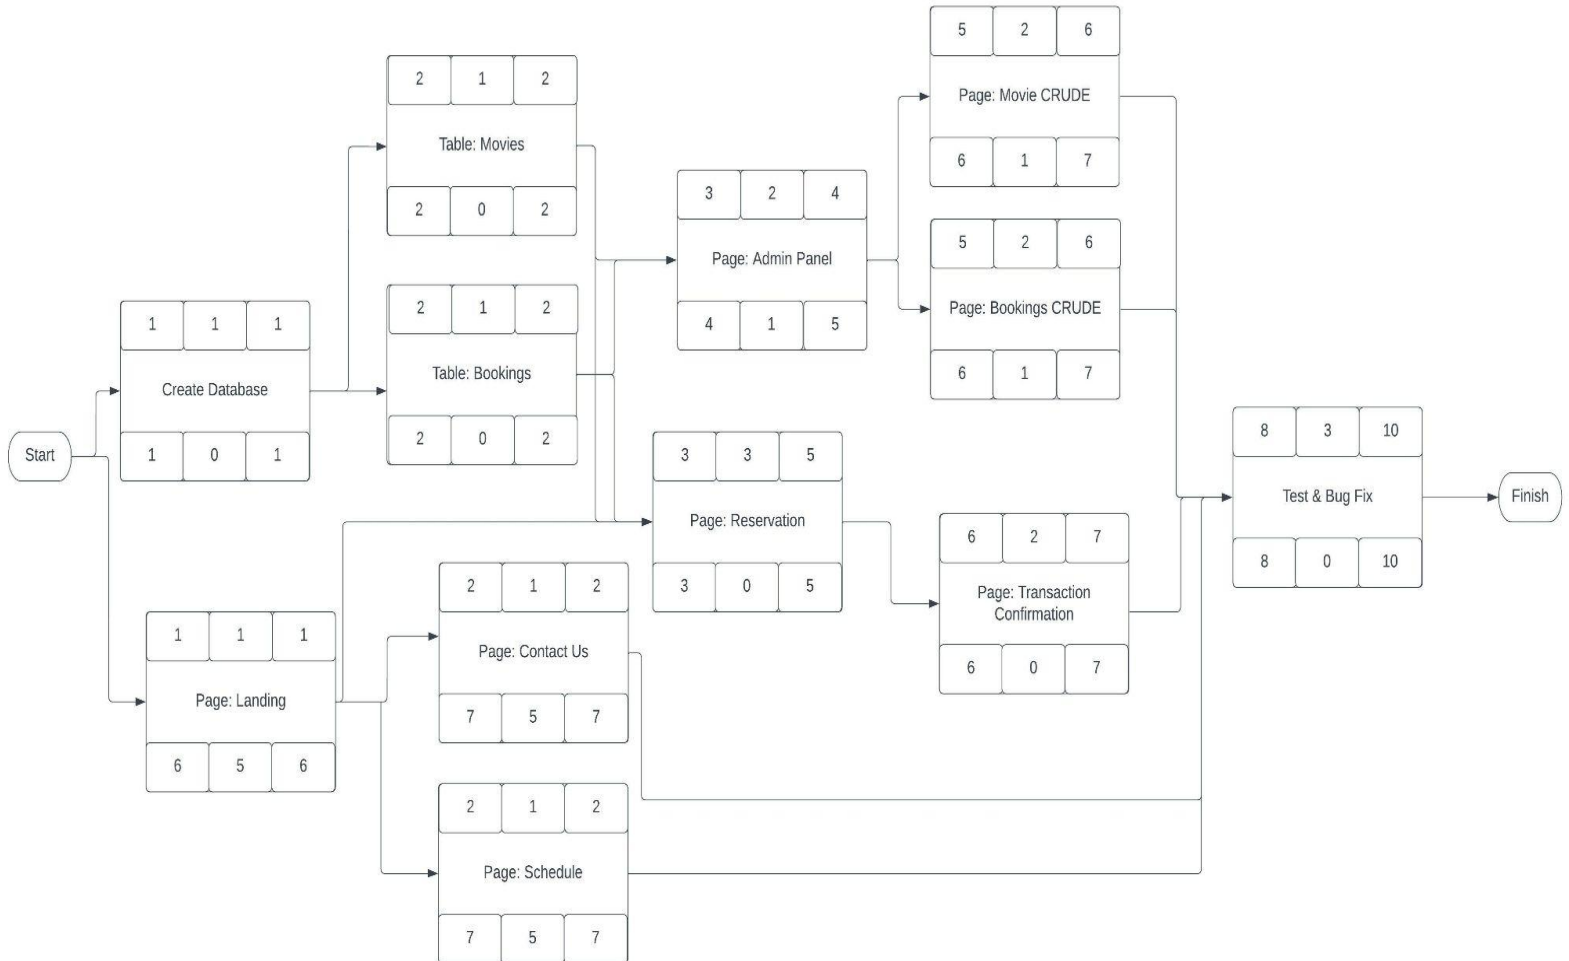 Start
1 1 1
Create Database
1 0 1
1 1 1
Page: Landing
6 5 6
2 1 2
Table: Movies
2 0 2
2 1 2
Table: Bookings
2 0 2
2 1 2
Page: Contact Us
7 5 7
2 1 2
Page: Schedule
7 5 7
3 2 4
Page: Admin Panel
4 1 5
3 3 5
Page: Reservation
3 0 5
5 2 6
Page: Movie CRUDE
6 1 7
5 2 6
Page: Bookings CRUDE
6 1 7
6 2 7
Page: Transaction
Confirmation
6 0 7
8 3 10
Test & Bug Fix
8 0 10
Finish